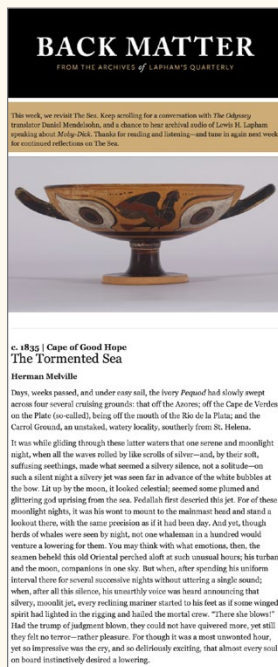 BACK MATTER
FROM THE ARCHIVES of LAPHAM'S QUARTERLY
This week, we revisit The Sea. Keep scrolling for a conversation with The Odyssey
translator Daniel Mendelsohn, and a chance to hear archival audio of Lewis H. Lapham
speaking about Moby-Dick. Thanks for reading and listening—and tune in again next week
for continued reflections on The Sea.
c. 1835 | Cape of Good Hope
The Tormented Sea
Herman Melville
Days, weeks passed, and under easy sail, the ivory Pequod had slowly swept
across four several cruising grounds: that off the Azores; off the Cape de Verdes
on the Plate (so-called), being off the mouth of the Rio de la Plata; and the
Carrol Ground, an unstaked, watery locality, southerly from St. Helena.
It was while gliding through these latter waters that one serene and moonlight
night, when all the waves rolled by like scrolls of silver—and, by their soft,
suffusing seethings, made what seemed a silvery silence, not a solitude—on
such a silent night a silvery jet was seen far in advance of the white bubbles at
the bow. Lit up by the moon, it looked celestial; seemed some plumed and
glittering god uprising from the sea. Fedallah first descried this jet. For of these
moonlight nights, it was his wont to mount to the mainmast head and stand a
lookout there, with the same precision as if it had been day. And yet, though
herds of whales were seen by night, not one whaleman in a hundred would
venture a lowering for them. You may think with what emotions, then, the
seamen beheld this old Oriental perched aloft at such unusual hours; his turban
and the moon, companions in one sky. But when, after spending his uniform
interval there for several successive nights without uttering a single sound;
when, after all this silence, his unearthly voice was heard announcing that
silvery, moonlit jet, every reclining mariner started to his feet as if some winged
spirit had lighted in the rigging and hailed the mortal crew. "There she blows!"
Had the trump of judgment blown, they could not have quivered more, yet still
they felt no terror—rather pleasure. For though it was a most unwonted hour,
yet so impressive was the cry, and so deliriously exciting, that almost every soul
on board instinctively desired a lowering.